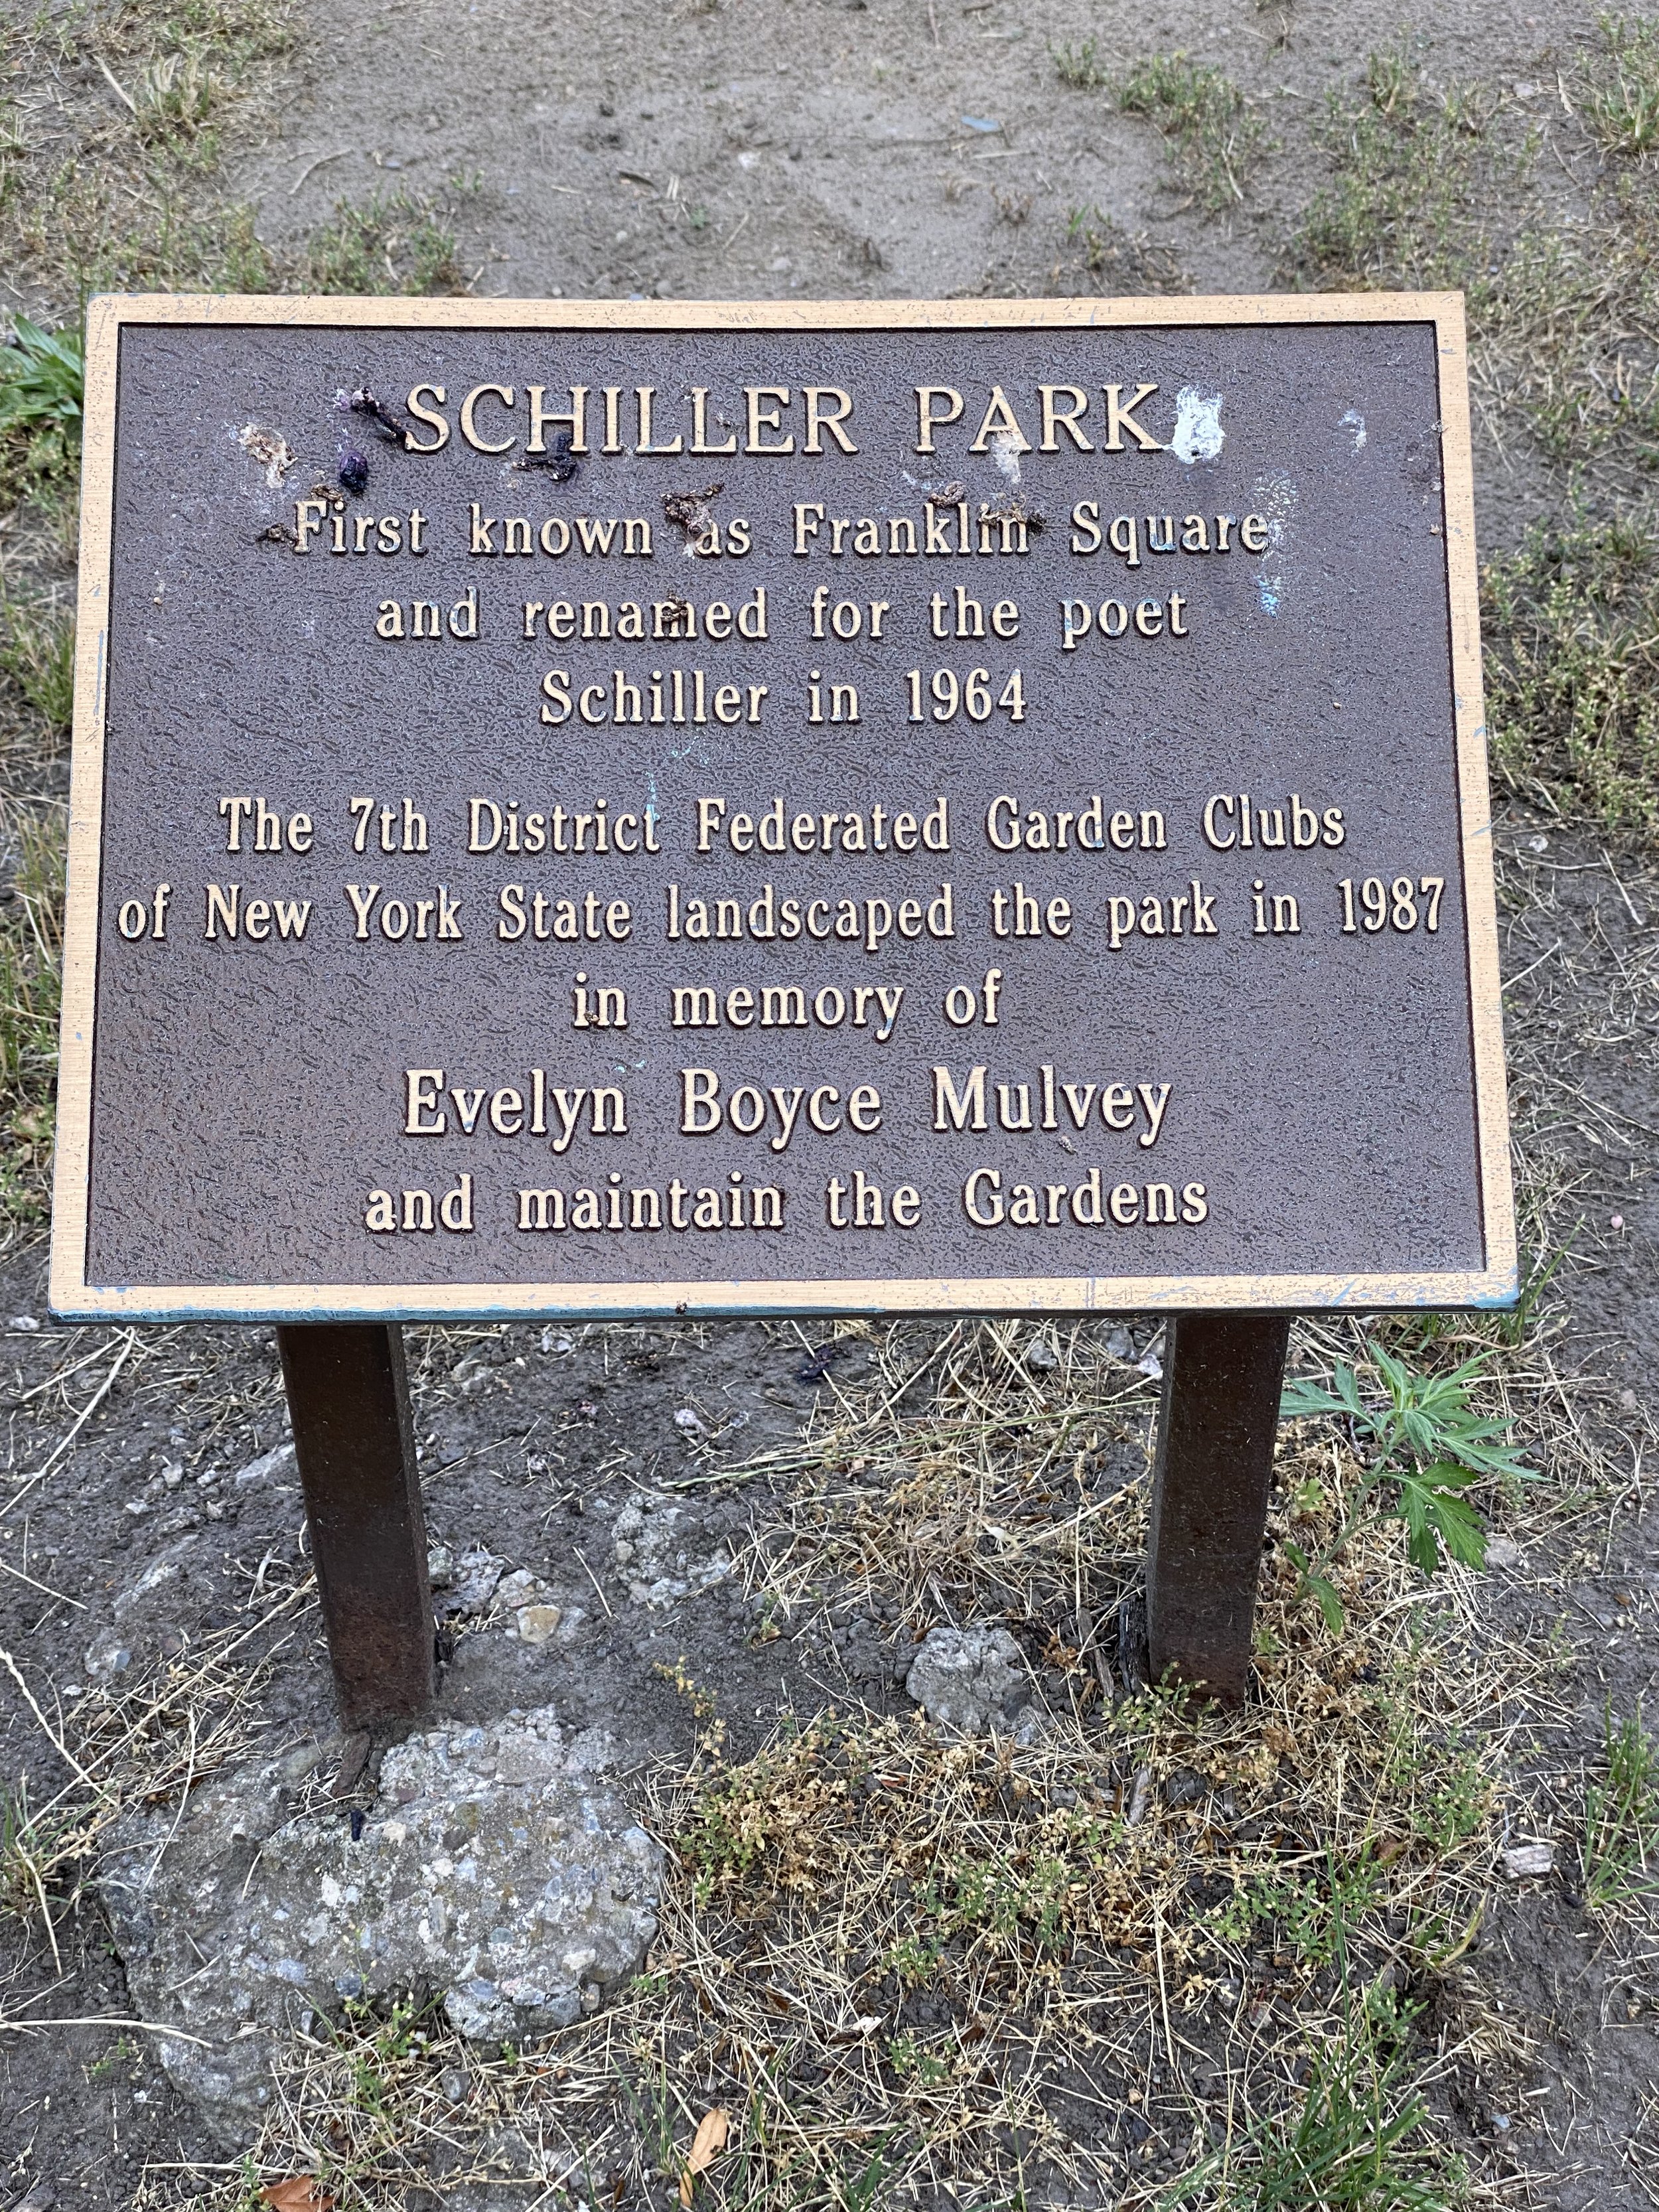 SCHILLER PARK
First known as Franklin Square
and renamed for the poet
Schiller in 1964
The 7th District Federated Garden Clubs
of New York State landscaped the park in 1987
in memory of
Evelyn Boyce Mulvey
and maintain the Gardens